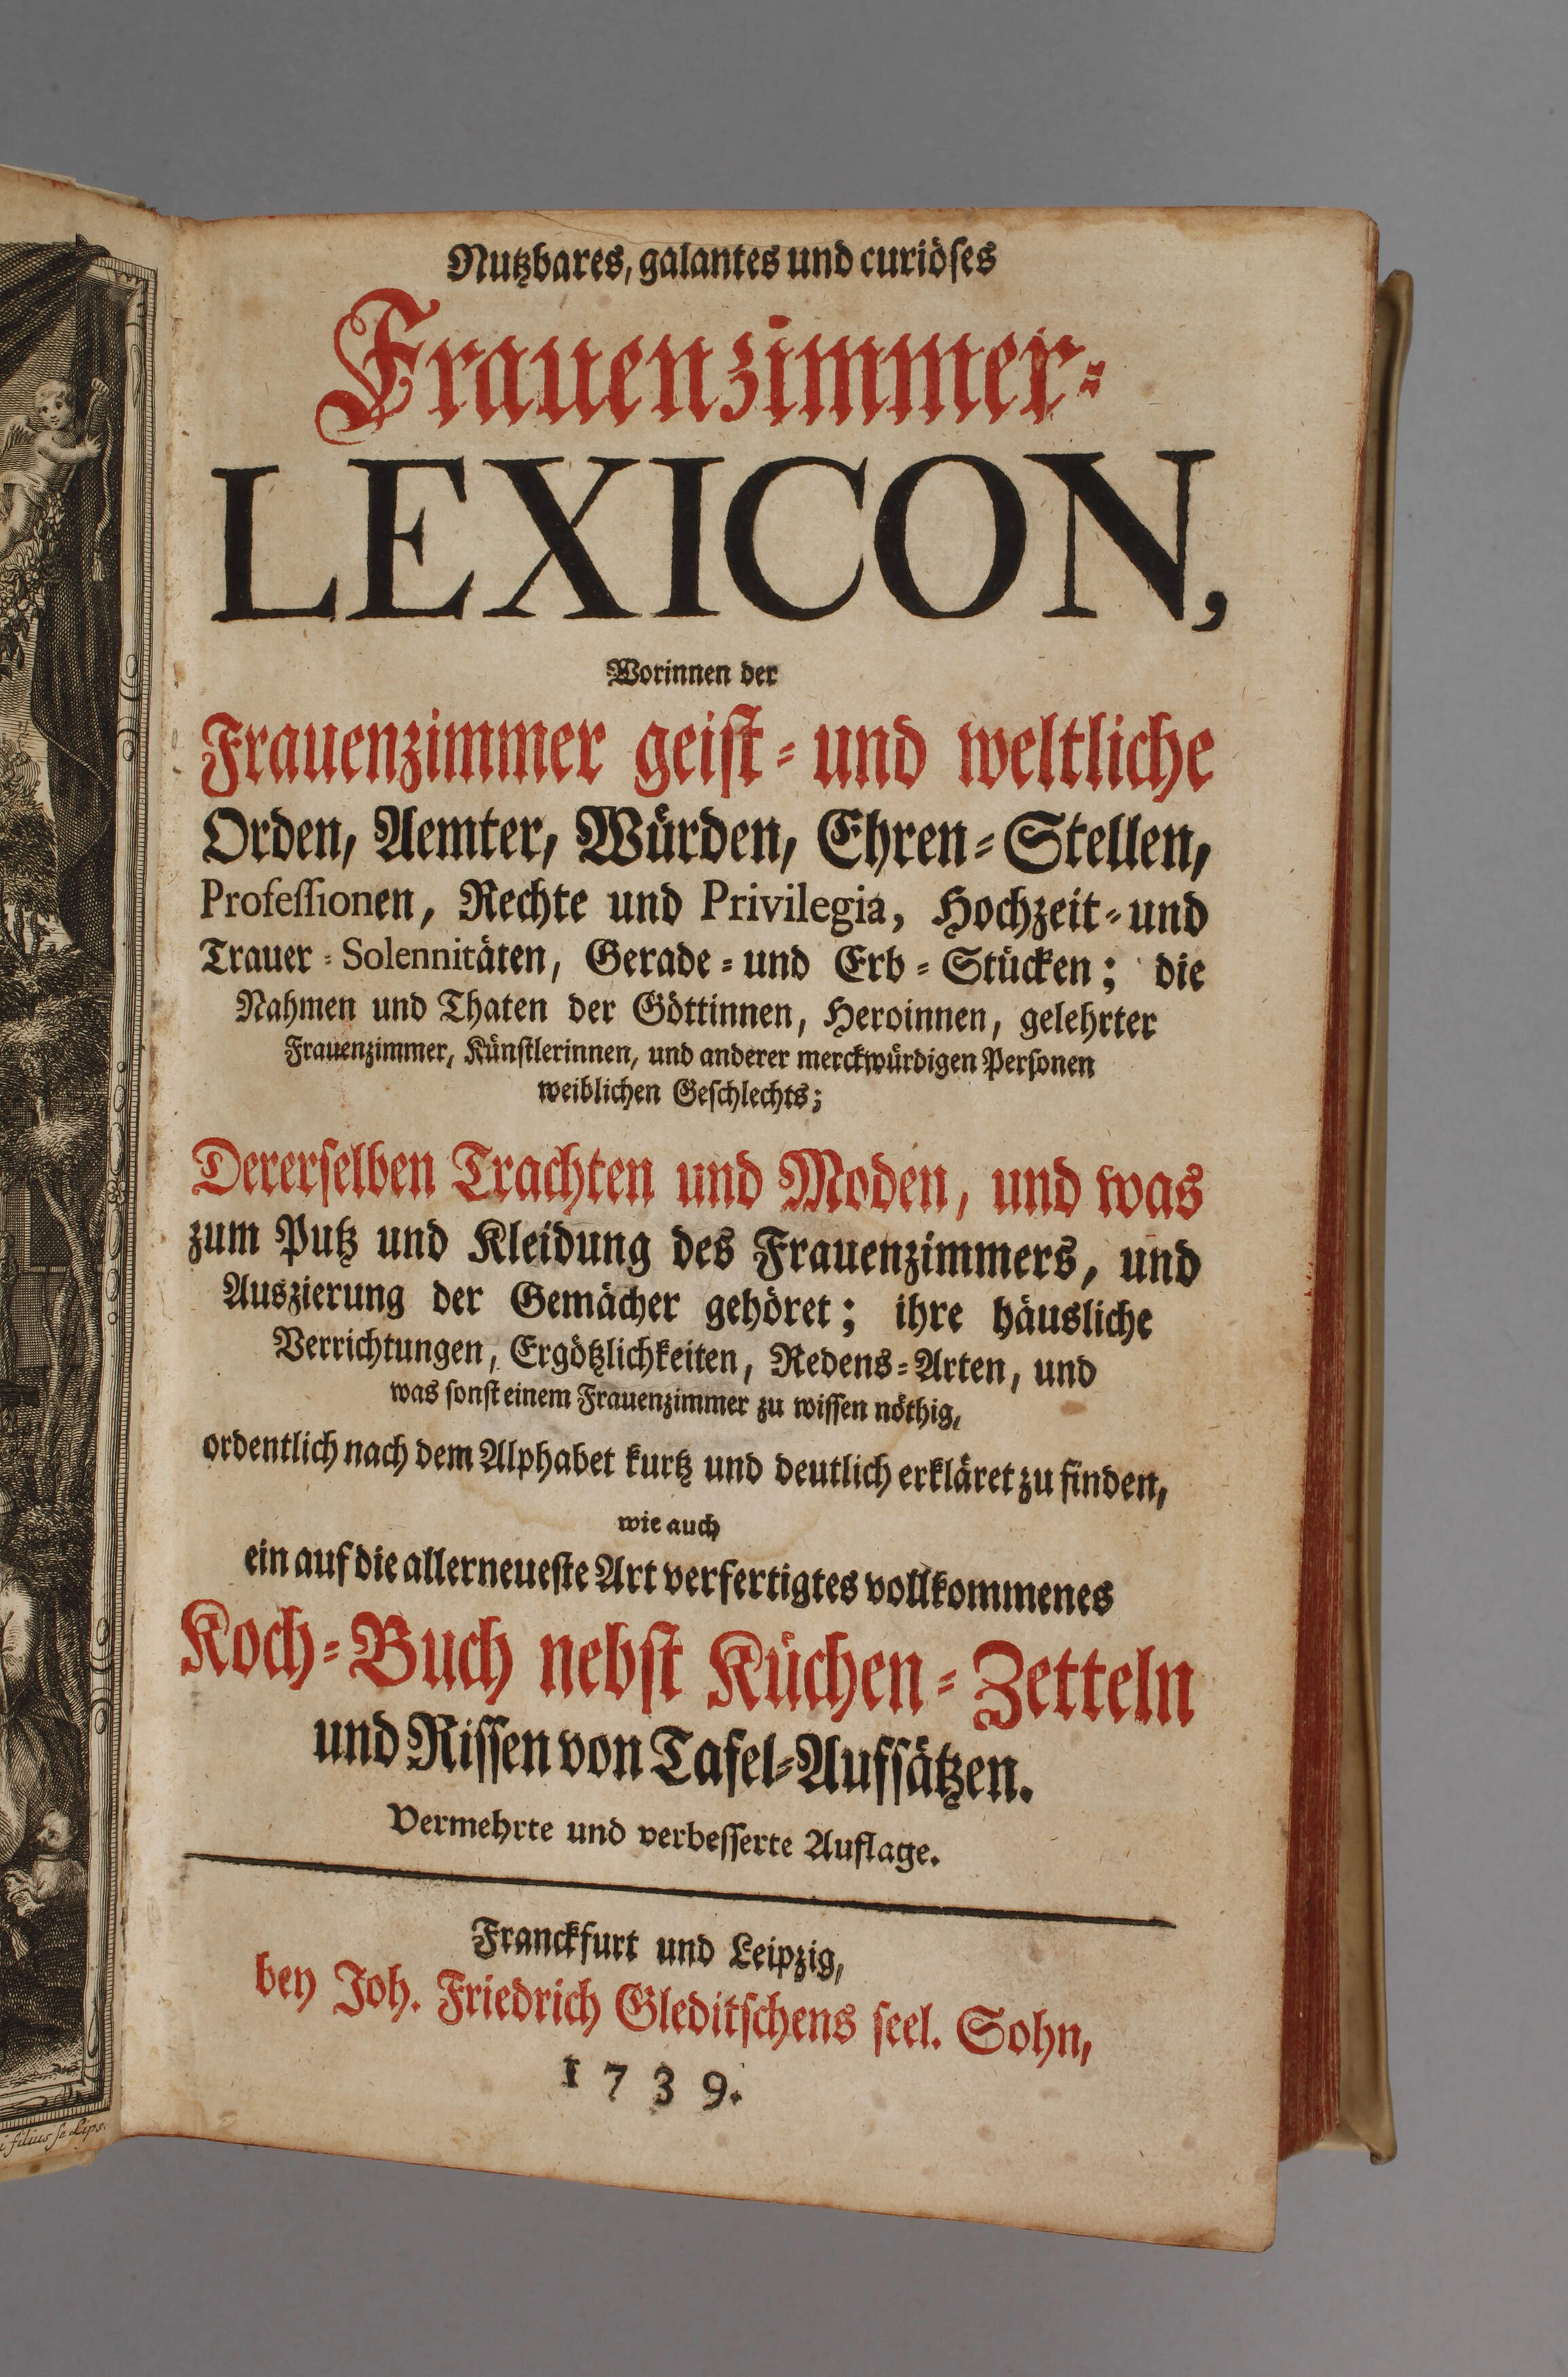 Nutzbares, galantes und curiöses
Frauenzimmer-
LEXICON,
Worinnen der
Frauenzimmer geist- und weltliche
Orden, Aemter, Würden, Ehren-Stellen,
Professionen, Rechte und Privilegia, Hochzeit- und
Trauer-Solennitäten, Gerade- und Erb-Stücken; die
Nahmen und Thaten der Göttinnen, Heroinnen, gelehrter
Frauenzimmer, Künstlerinnen, und anderer merckwürdigen Personen
weiblichen Geschlechts;
Dererselben Trachten und Moden, und was
zum Putz und Kleidung des Frauenzimmers, und
Auszierung der Gemächer gehöret; ihre häusliche
Verrichtungen, Ergötzlichkeiten, Redens-Arten, und
was sonst einem Frauenzimmer zu wissen nöthig,
ordentlich nach dem Alphabet kurtz und deutlich erkläret zu finden,
wie auch
ein auf die allerneueste Art verfertigtes vollkommenes
Koch-Buch nebst Küchen-Zetteln
und Rissen von Tafel-Aufsätzen.
Vermehrte und verbesserte Auflage.
Franckfurt und Leipzig,
bey Joh. Friedrich Gleditschens seel. Sohn,
1739.
filius sc Lips.